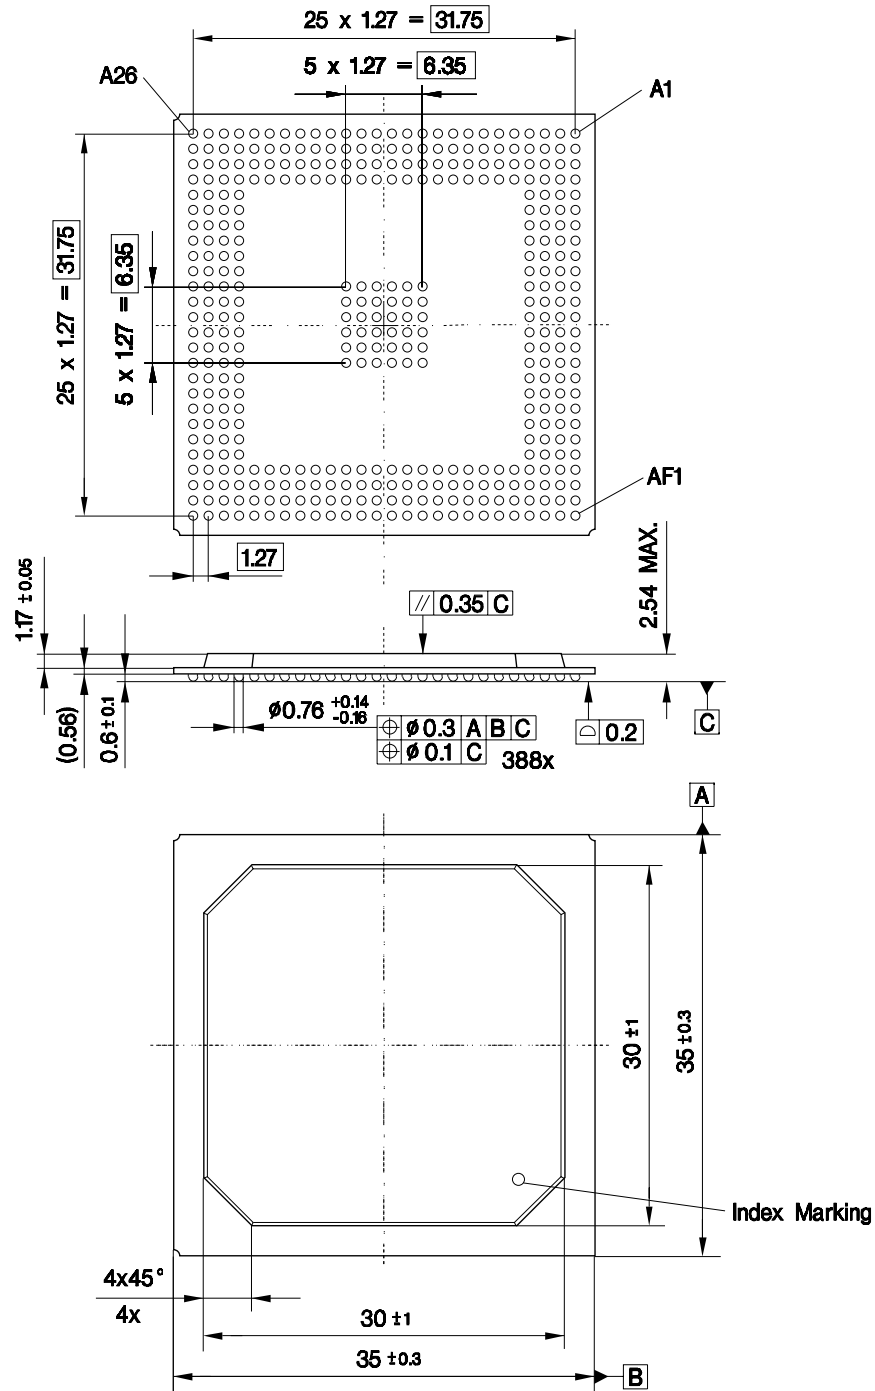 25 x 1.27 = 31.75
5 x 1.27 = 6.35
A26
A1
25 x 1.27 = 31.75
5 x 1.27 = 6.35
AF1
1.27
2.54 MAX.
1.17 ±0.05
// 0.35 C
(0.56)
0.6 ±0.1
ø0.76 +0.14 -0.16
⌖ ø 0.3 A B C
⌖ ø 0.1 C
388x
⌓ 0.2
C
A
30 ±1
35 ±0.3
Index Marking
4x45°
4x
30 ±1
35 ±0.3
B